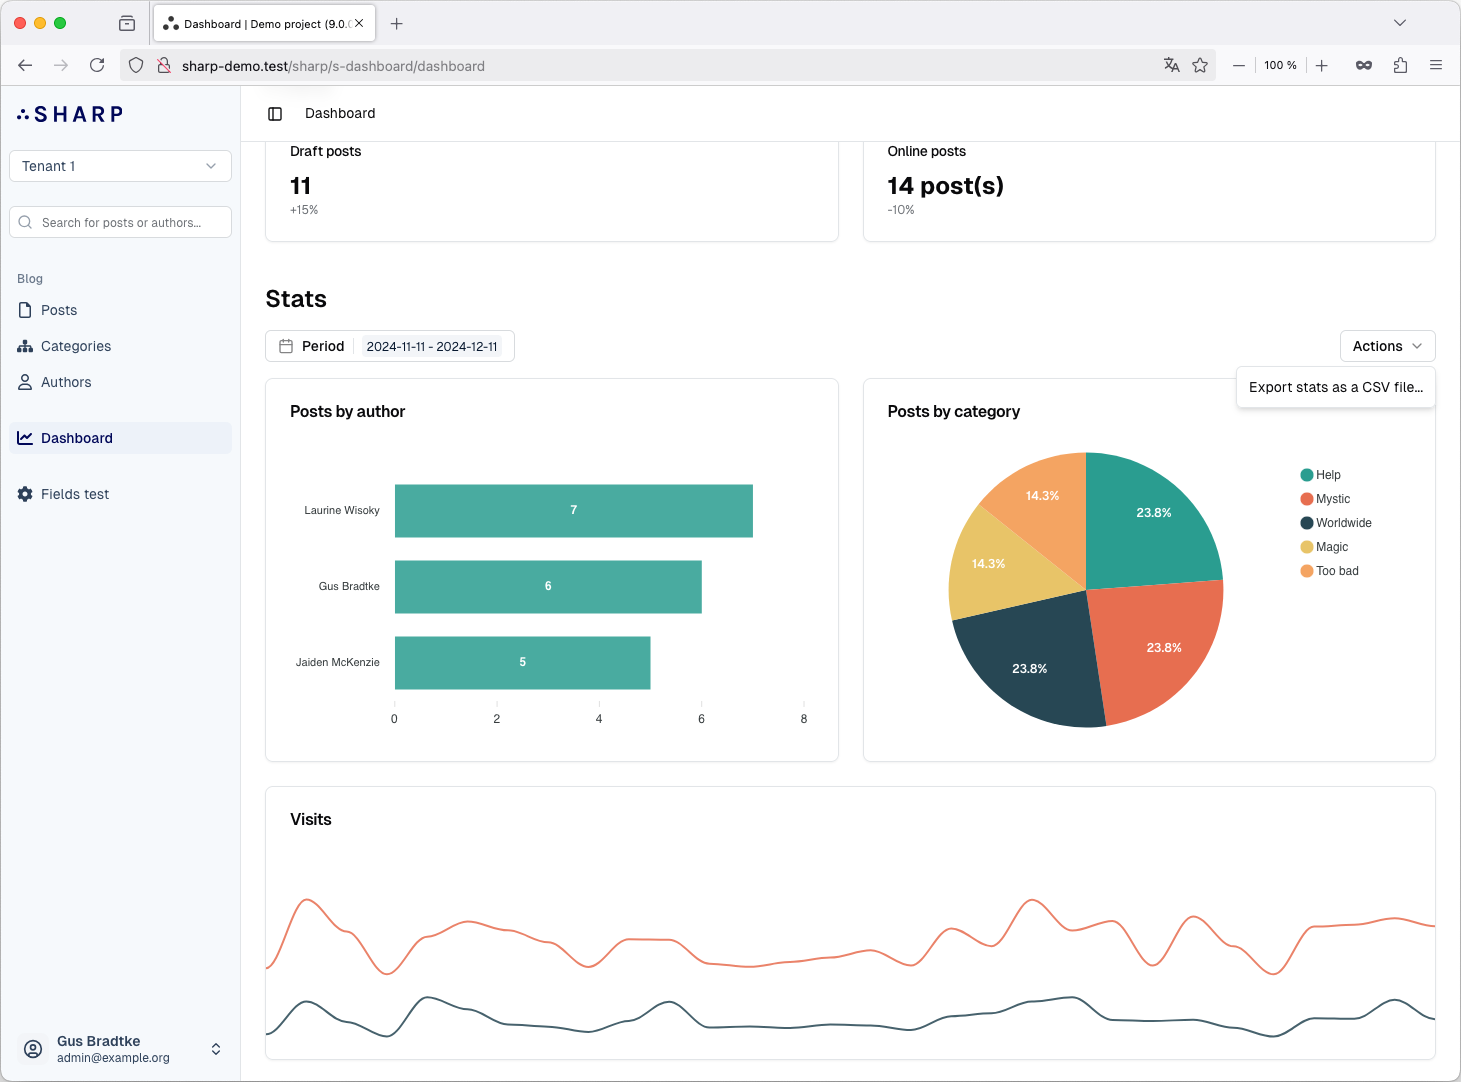 Dashboard | Demo project (9.0.
sharp-demo.test/sharp/s-dashboard/dashboard
100 %
SHARP
Tenant 1
Search for posts or authors...
Blog
Posts
Categories
Authors
Dashboard
Fields test
Gus Bradtke
admin@example.org
Dashboard
Draft posts
11
+15%
Online posts
14 post(s)
-10%
Stats
Period
2024-11-11 - 2024-12-11
Actions
Export stats as a CSV file...
Posts by author
Laurine Wisoky
7
Gus Bradtke
6
Jaiden McKenzie
5
0 2 4 6 8
Posts by category
14.3%
23.8%
14.3%
23.8%
23.8%
Help
Mystic
Worldwide
Magic
Too bad
Visits